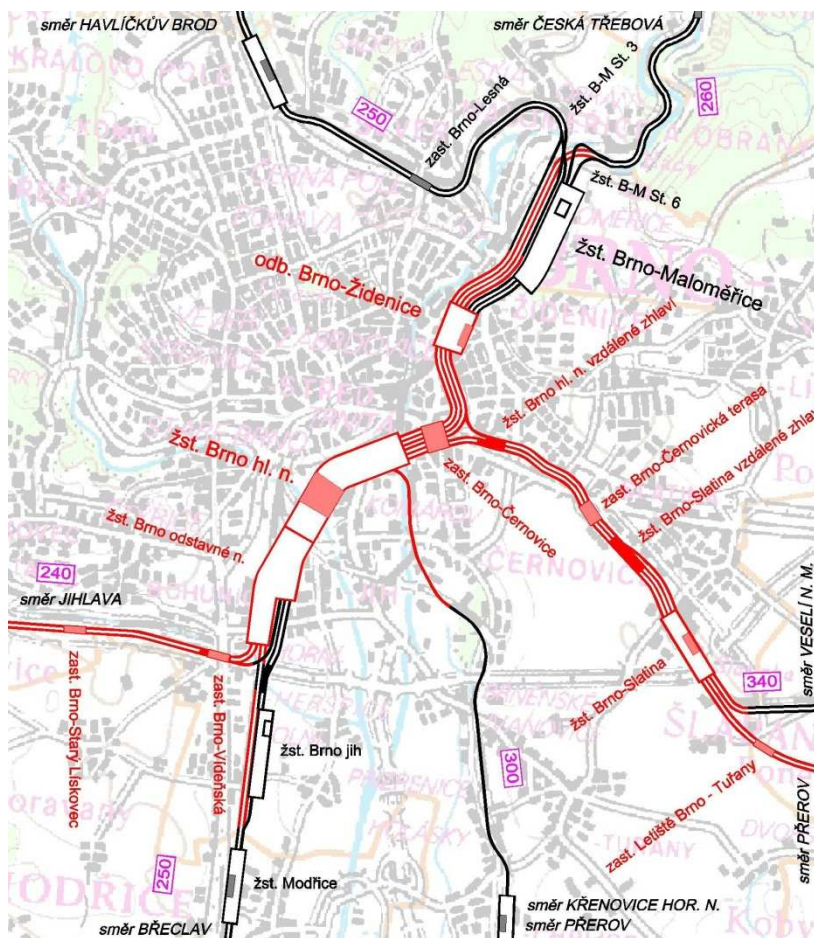 směr HAVLÍČKŮV BROD
směr ČESKÁ TŘEBOVÁ
250
zast. Brno-Lesná
žst. B-M St. 3
260
žst. B-M St. 6
žst. Brno-Maloměřice
odb. Brno-Židenice
žst. Brno hl. n. vzdálené zhlaví
žst. Brno hl. n.
zast. Brno-Černovická terasa
žst. Brno-Slatina vzdálené zhlaví
zast. Brno-Černovice
žst. Brno odstavné n.
ČERNOVICE
240
směr JIHLAVA
směr VESELÍ N. M.
zast. Brno-Starý Lískovec
zast. Brno-Vídeňská
žst. Brno-Slatina
340
žst. Brno jih
300
zast. Letiště Brno - Tuřany
směr PŘEROV
250
žst. Modřice
směr BŘECLAV
směr KŘENOVICE HOR. N.
směr PŘEROV